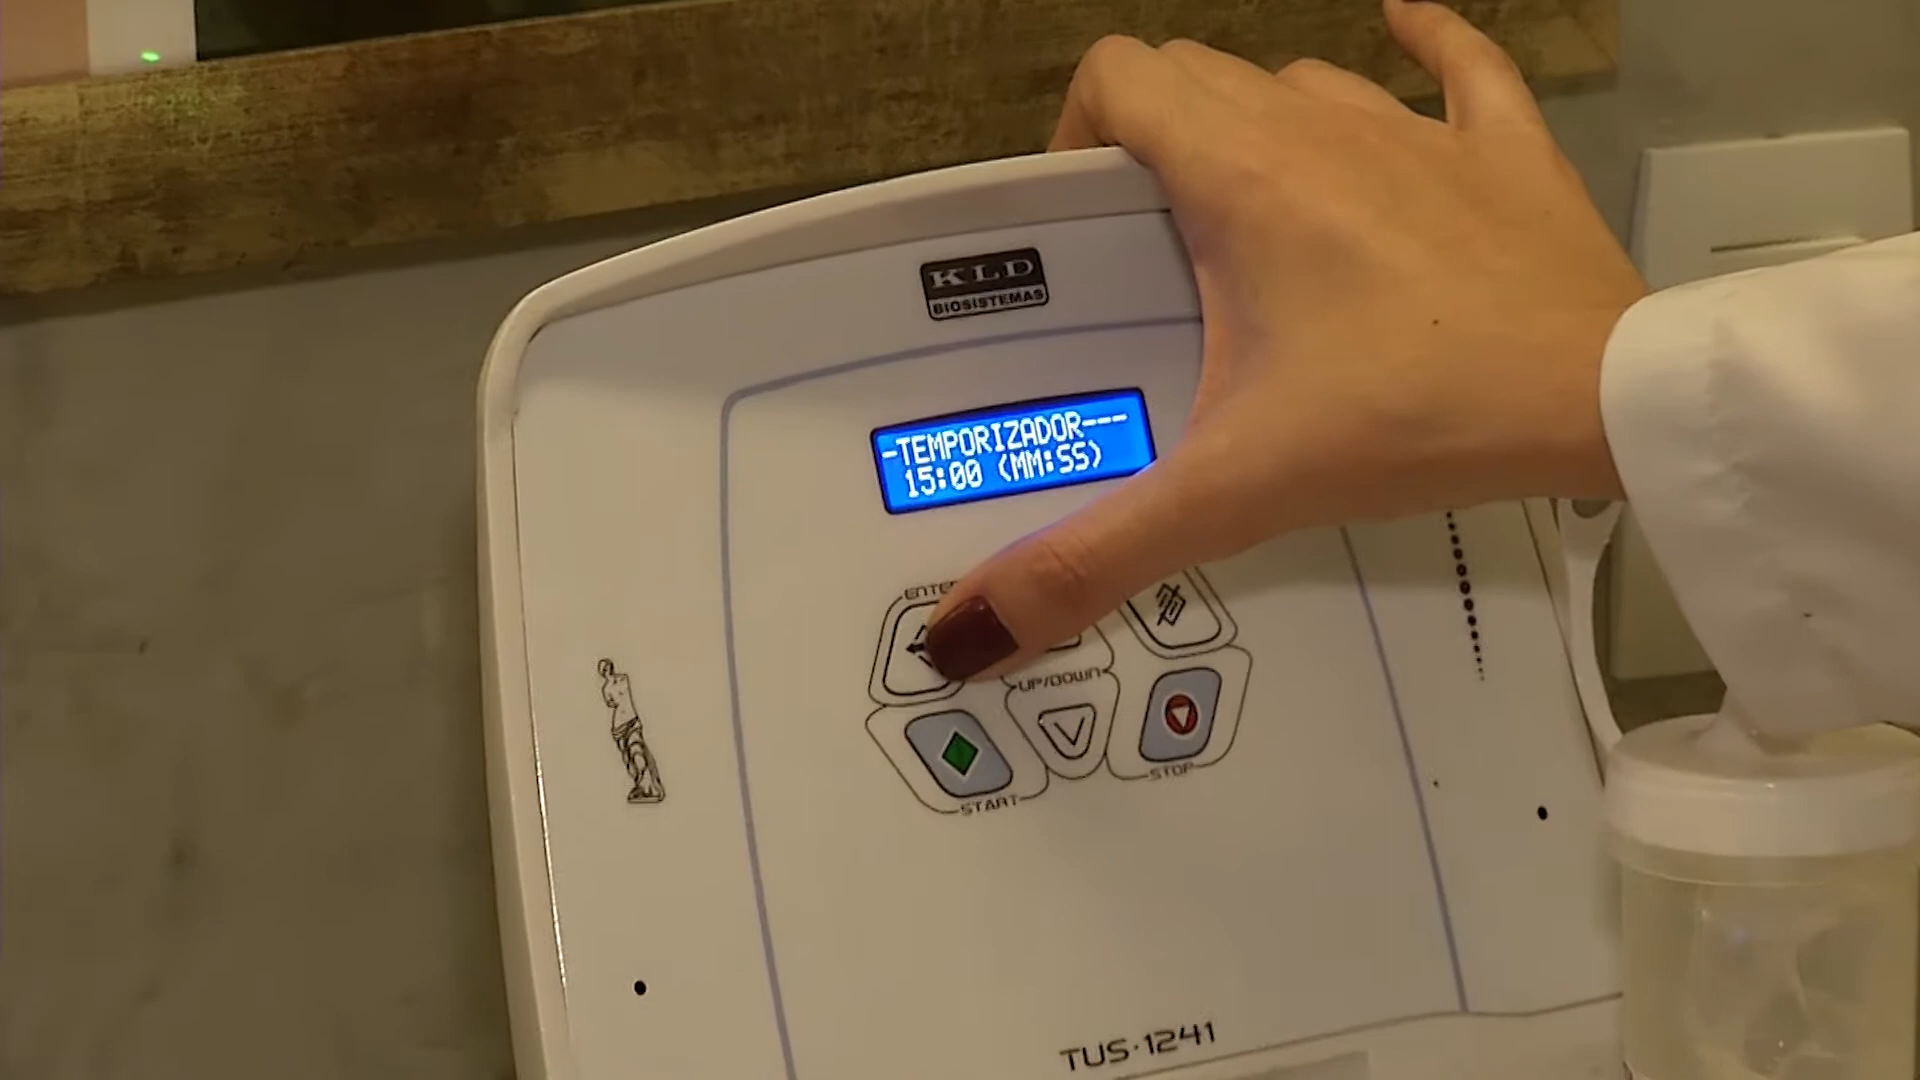 KLD
BIOSISTEMAS
-TEMPORIZADOR---
15:00 (MM:SS)
UP/DOWN
START
STOP
TUS·1241